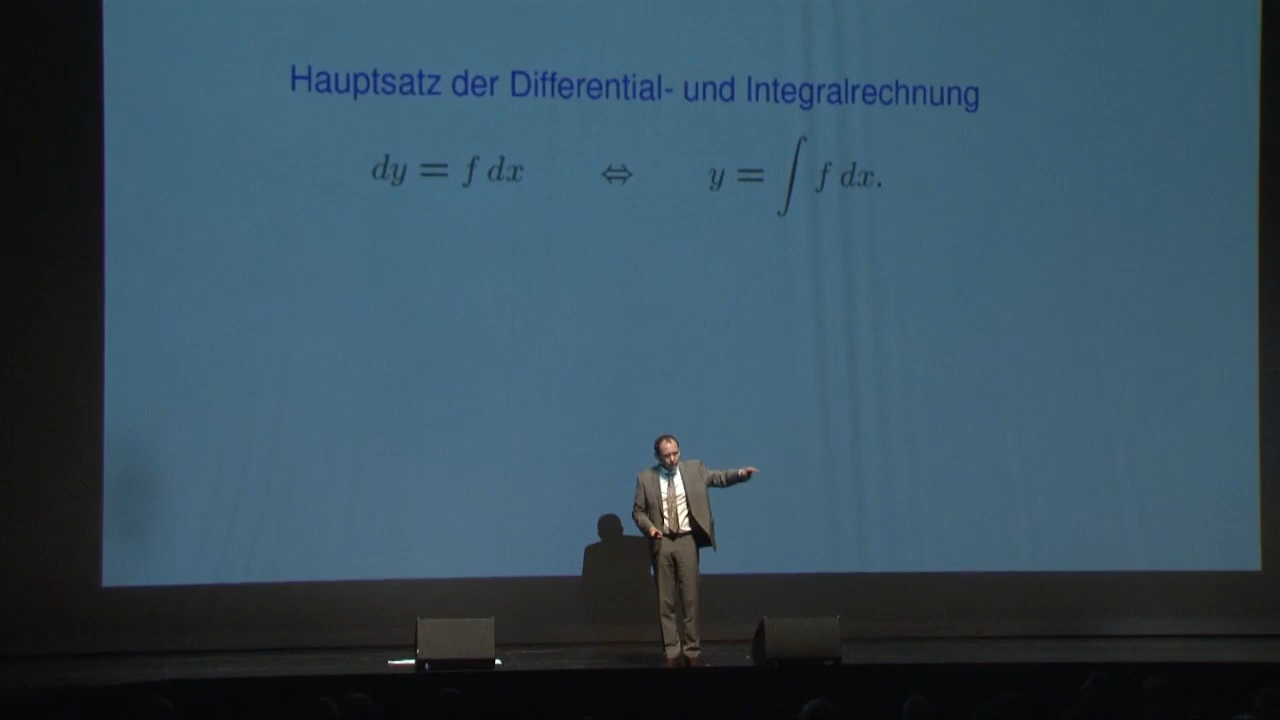 Hauptsatz der Differential- und Integralrechnung
dy = f dx ⇔ y = ∫ f dx.